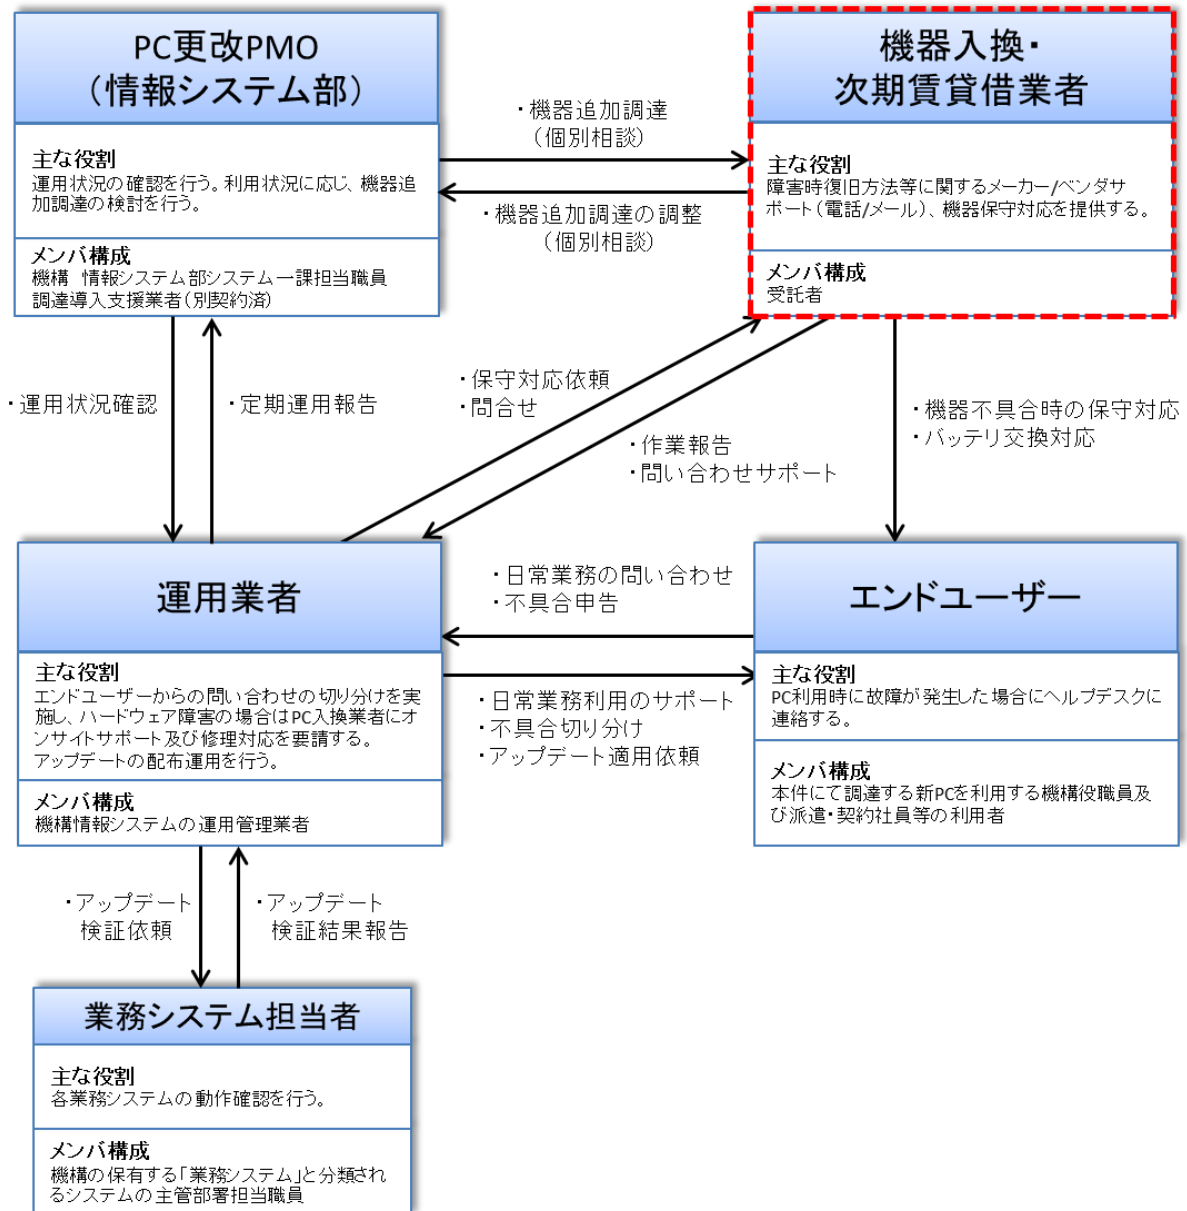 PC更改PMO
（情報システム部）
主な役割
運用状況の確認を行う。利用状況に応じ、機器追
加調達の検討を行う。
メンバ構成
機構　情報システム部システム一課担当職員
調達導入支援業者（別契約済）
・機器追加調達
（個別相談）
・機器追加調達の調整
（個別相談）
機器入換・
次期賃貸借業者
主な役割
障害時復旧方法等に関するメーカー/ベンダサ
ポート（電話/メール）、機器保守対応を提供する。
メンバ構成
受託者
・運用状況確認
・定期運用報告
・保守対応依頼
・問合せ
・作業報告
・問い合わせサポート
・機器不具合時の保守対応
・バッテリ交換対応
運用業者
主な役割
エンドユーザーからの問い合わせの切り分けを実
施し、ハードウェア障害の場合はPC入換業者にオ
ンサイトサポート及び修理対応を要請する。
アップデートの配布運用を行う。
メンバ構成
機構情報システムの運用管理業者
・日常業務の問い合わせ
・不具合申告
・日常業務利用のサポート
・不具合切り分け
・アップデート適用依頼
エンドユーザー
主な役割
PC利用時に故障が発生した場合にヘルプデスクに
連絡する。
メンバ構成
本件にて調達する新PCを利用する機構役職員及
び派遣・契約社員等の利用者
・アップデート
検証依頼
・アップデート
検証結果報告
業務システム担当者
主な役割
各業務システムの動作確認を行う。
メンバ構成
機構の保有する「業務システム」と分類され
るシステムの主管部署担当職員